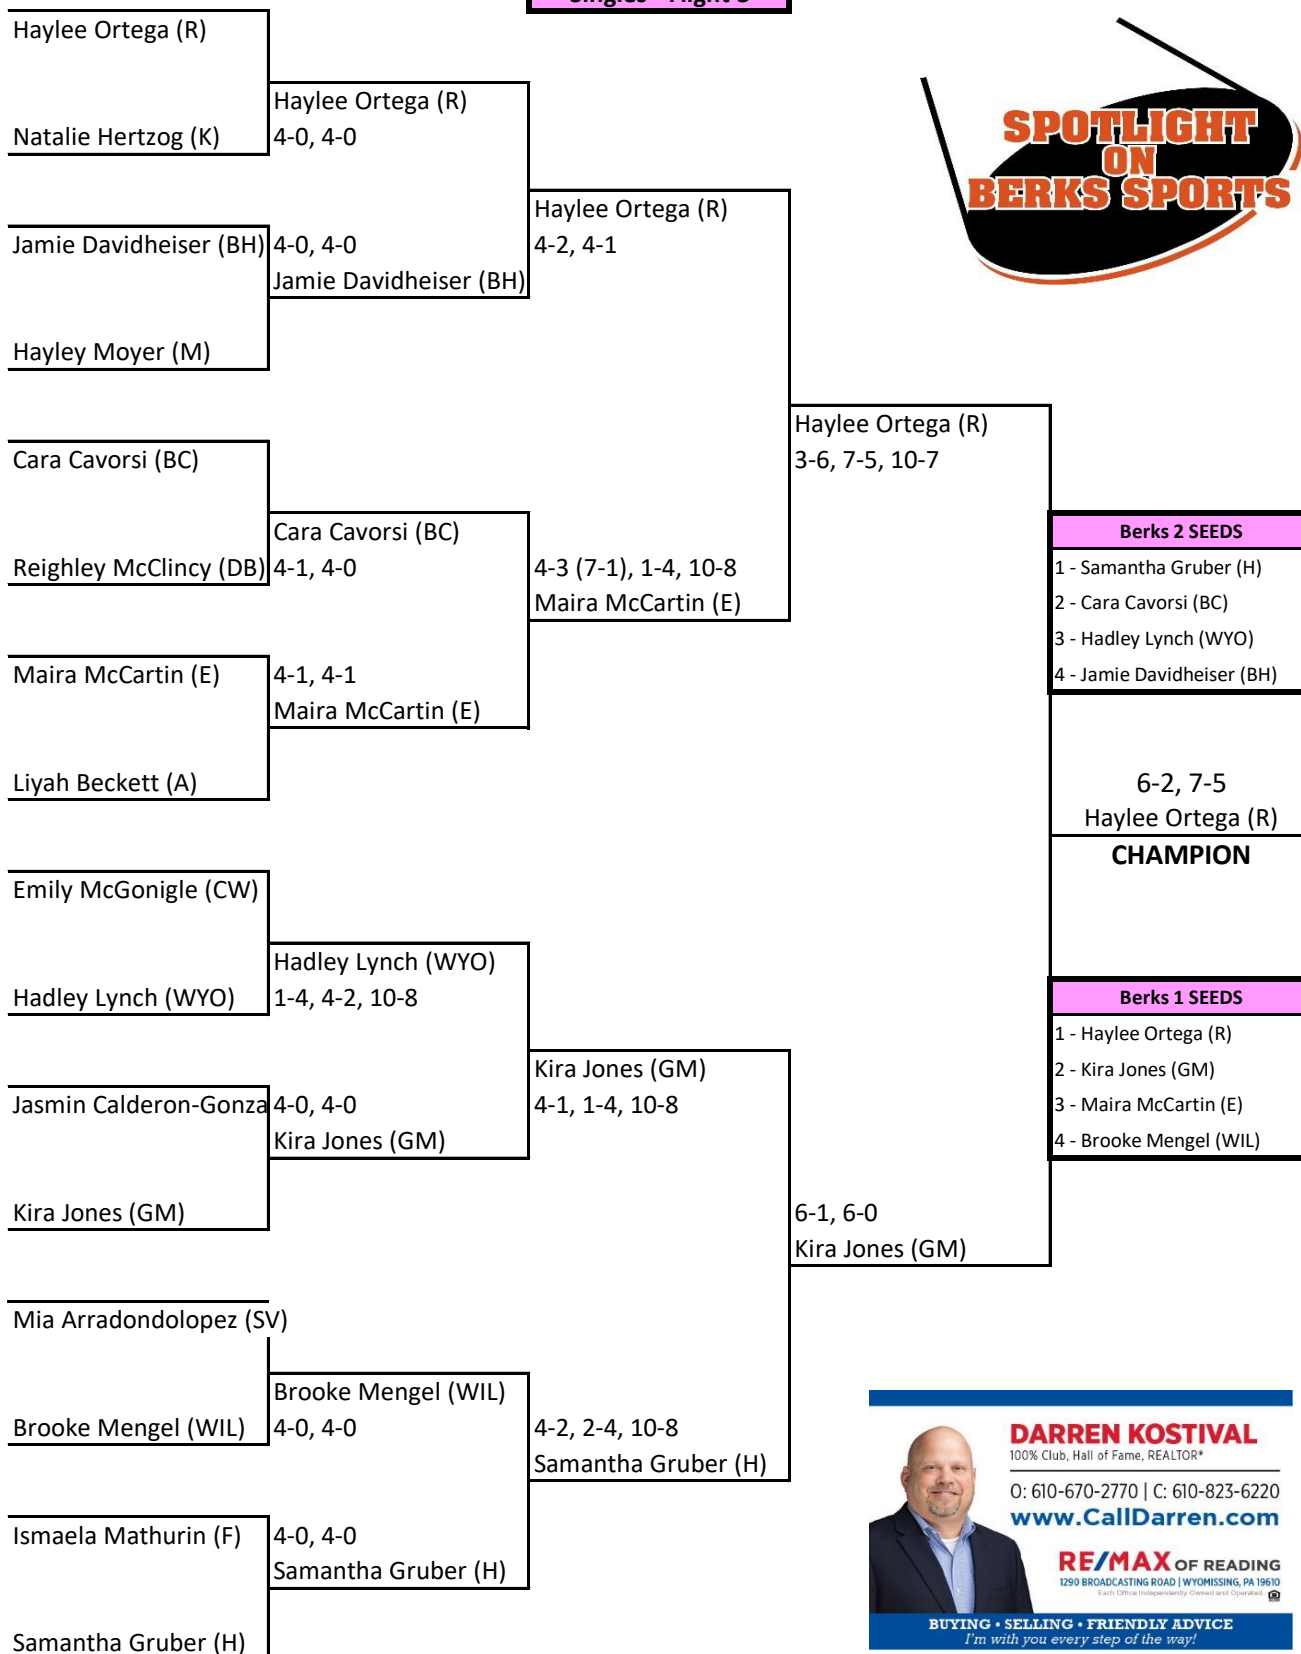 Haylee Ortega (R)
Haylee Ortega (R)
Natalie Hertzog (K)
4-0, 4-0
Haylee Ortega (R)
Jamie Davidheiser (BH)
4-0, 4-0
4-2, 4-1
Jamie Davidheiser (BH)
Hayley Moyer (M)
Haylee Ortega (R)
Cara Cavorsi (BC)
3-6, 7-5, 10-7
Cara Cavorsi (BC)
Reighley McClincy (DB)
4-1, 4-0
4-3 (7-1), 1-4, 10-8
Maira McCartin (E)
Maira McCartin (E)
4-1, 4-1
Maira McCartin (E)
Liyah Beckett (A)
Emily McGonigle (CW)
Hadley Lynch (WYO)
Hadley Lynch (WYO)
1-4, 4-2, 10-8
Kira Jones (GM)
Jasmin Calderon-Gonza
4-0, 4-0
4-1, 1-4, 10-8
Kira Jones (GM)
Kira Jones (GM)
6-1, 6-0
Kira Jones (GM)
Mia Arradondolopez (SV)
Brooke Mengel (WIL)
Brooke Mengel (WIL)
4-0, 4-0
4-2, 2-4, 10-8
Samantha Gruber (H)
Ismaela Mathurin (F)
4-0, 4-0
Samantha Gruber (H)
Samantha Gruber (H)
SPOTLIGHT
ON
BERKS SPORTS
Berks 2 SEEDS
1 - Samantha Gruber (H)
2 - Cara Cavorsi (BC)
3 - Hadley Lynch (WYO)
4 - Jamie Davidheiser (BH)
6-2, 7-5
Haylee Ortega (R)
CHAMPION
Berks 1 SEEDS
1 - Haylee Ortega (R)
2 - Kira Jones (GM)
3 - Maira McCartin (E)
4 - Brooke Mengel (WIL)
DARREN KOSTIVAL
100% Club, Hall of Fame, REALTOR®
O: 610-670-2770 | C: 610-823-6220
www.CallDarren.com
RE/MAX OF READING
1290 BROADCASTING ROAD | WYOMISSING, PA 19610
Each Office Independently Owned and Operated.
BUYING • SELLING • FRIENDLY ADVICE
I'm with you every step of the way!